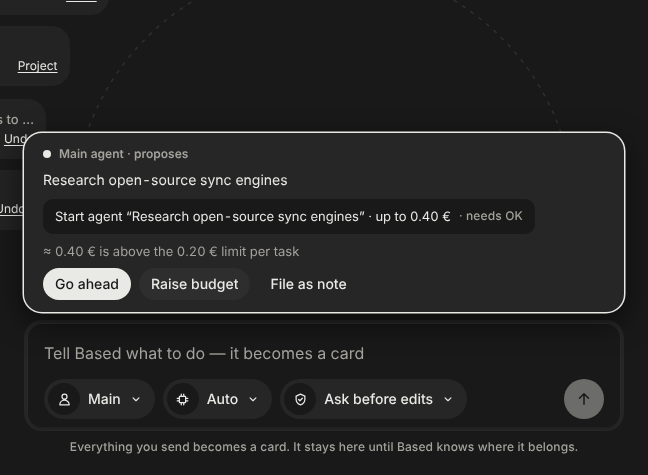 Project
s to ...
Und
Undo
Main agent · proposes
Research open-source sync engines
Start agent “Research open-source sync engines” · up to 0.40 € · needs OK
≈ 0.40 € is above the 0.20 € limit per task
Go ahead Raise budget File as note
Tell Based what to do — it becomes a card
Main Auto Ask before edits
Everything you send becomes a card. It stays here until Based knows where it belongs.